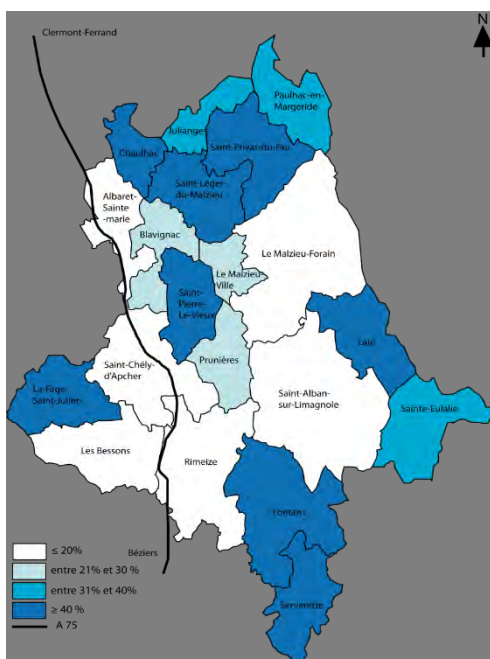 Clermont-Ferrand
N
Paulhac-en-
Margeride
Julianges
Saint-Privat-du-Fau
Chaulhac
Saint-Léger
du-Malzieu
Albaret-
Sainte
-marie
Blavignac
Le Malzieu-Forain
Le Malzieu-
Ville
Saint-
Pierre-
Le-Vieux
Prunières
Lajo
Saint-Chély-
d'Apcher
La-Fage-
Saint-Julien
Saint-Alban-
sur-Limagnole
Sainte-Eulalie
Les Bessons
Rimeize
Fontans
Béziers
Serverette
≤ 20%
entre 21% et 30 %
entre 31% et 40%
≥ 40 %
A 75